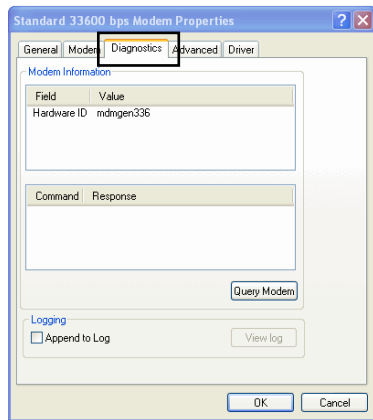 Standard 33600 bps Modem Properties
General Modem Diagnostics Advanced Driver
Modem Information
Field Value
Hardware ID mdmgen336
Command Response
Query Modem
Logging
Append to Log View log
OK Cancel